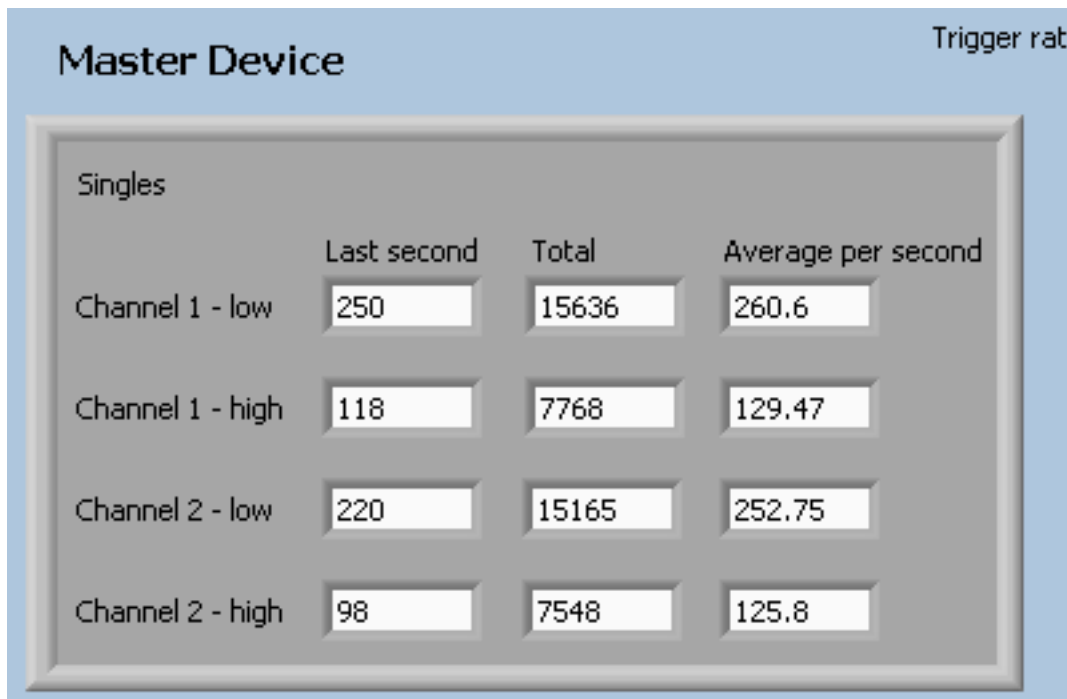 Master Device
Trigger rat
Singles
Last second Total Average per second
Channel 1 - low 250 15636 260.6
Channel 1 - high 118 7768 129.47
Channel 2 - low 220 15165 252.75
Channel 2 - high 98 7548 125.8